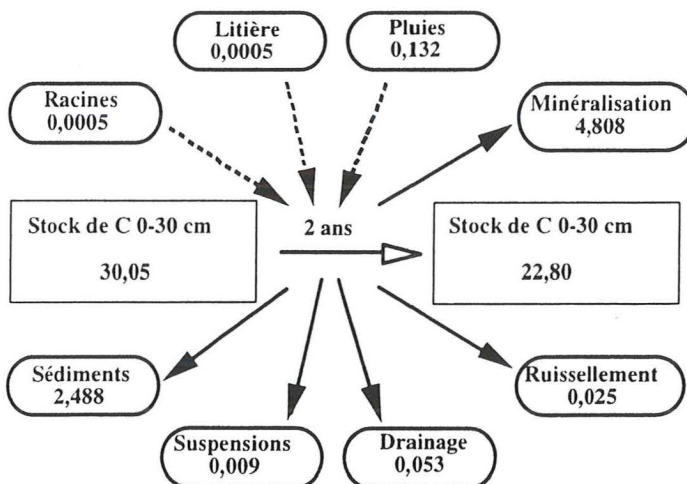 Litière
0,0005
Pluies
0,132
Racines
0,0005
Minéralisation
4,808
Stock de C 0-30 cm
30,05
2 ans
Stock de C 0-30 cm
22,80
Sédiments
2,488
Suspensions
0,009
Drainage
0,053
Ruissellement
0,025